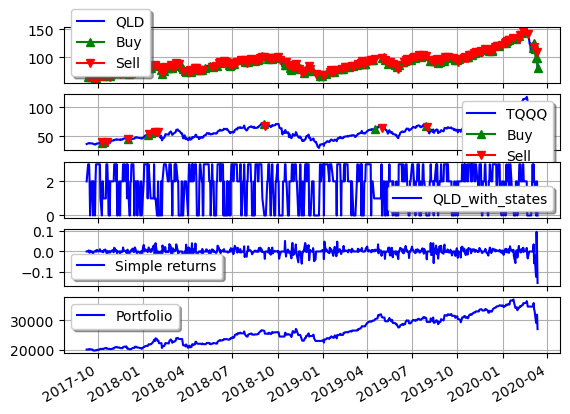 QLD
Buy
Sell
150
100
TQQQ
Buy
Sell
100
50
QLD_with_states
2
0
Simple returns
0.1
0.0
−0.1
Portfolio
30000
20000
2017-10 2018-01 2018-04 2018-07 2018-10 2019-01 2019-04 2019-07 2019-10 2020-01 2020-04